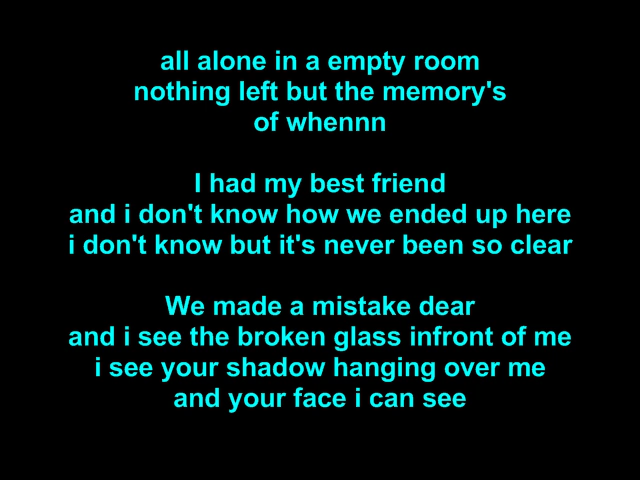 all alone in a empty room
nothing left but the memory's
of whennn
I had my best friend
and i don't know how we ended up here
i don't know but it's never been so clear
We made a mistake dear
and i see the broken glass infront of me
i see your shadow hanging over me
and your face i can see